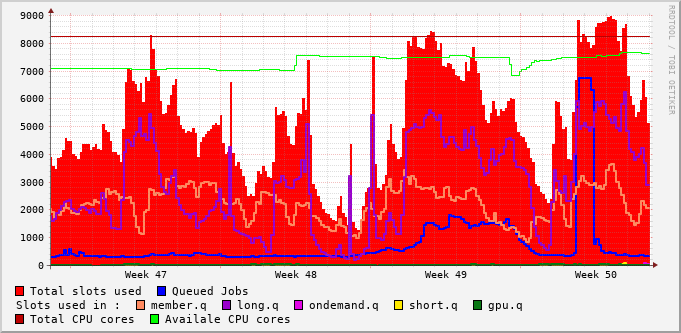 RRDTOOL / TOBI OETIKER
9000
8000
7000
6000
5000
4000
3000
2000
1000
0
Week 47 Week 48 Week 49 Week 50
Total slots used Queued Jobs
Slots used in : member.q long.q ondemand.q short.q gpu.q
Total CPU cores Availale CPU cores